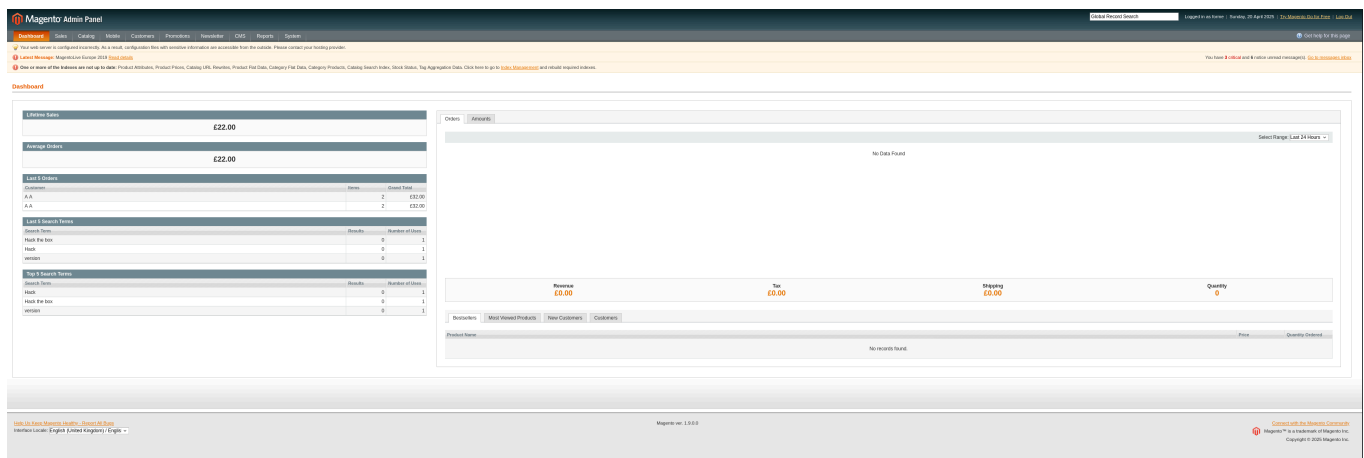 Magento Admin Panel
Global Record Search
Logged in as forme | Sunday, 20 April 2025 | Try Magento Go for Free | Log Out
Dashboard Sales Catalog Mobile Customers Promotions Newsletter CMS Reports System
Get help for this page
Your web server is configured incorrectly. As a result, configuration files with sensitive information are accessible from the outside. Please contact your hosting provider.
Latest Message: MagentoLive Europe 2018 Read details
You have 3 critical and 6 notice unread message(s). Go to messages inbox
One or more of the Indexes are not up to date: Product Attributes, Product Prices, Catalog URL Rewrites, Product Flat Data, Category Flat Data, Category Products, Catalog Search Index, Stock Status, Tag Aggregation Data. Click here to go to Index Management and rebuild required indexes.
Dashboard
Lifetime Sales
£22.00
Average Orders
£22.00
Last 5 Orders
Customer Items Grand Total
A A 2 £32.00
A A 2 £32.00
Last 5 Search Terms
Search Term Results Number of Uses
Hack the box 0 1
Hack 0 1
version 0 1
Top 5 Search Terms
Search Term Results Number of Uses
Hack 0 1
Hack the box 0 1
version 0 1
Orders Amounts
Select Range: Last 24 Hours
No Data Found
Revenue Tax Shipping Quantity
£0.00 £0.00 £0.00 0
Bestsellers Most Viewed Products New Customers Customers
Product Name Price Quantity Ordered
No records found.
Help Us Keep Magento Healthy - Report All Bugs
Interface Locale: English (United Kingdom) / Englis
Magento ver. 1.9.0.0
Connect with the Magento Community
Magento™ is a trademark of Magento Inc.
Copyright © 2025 Magento Inc.